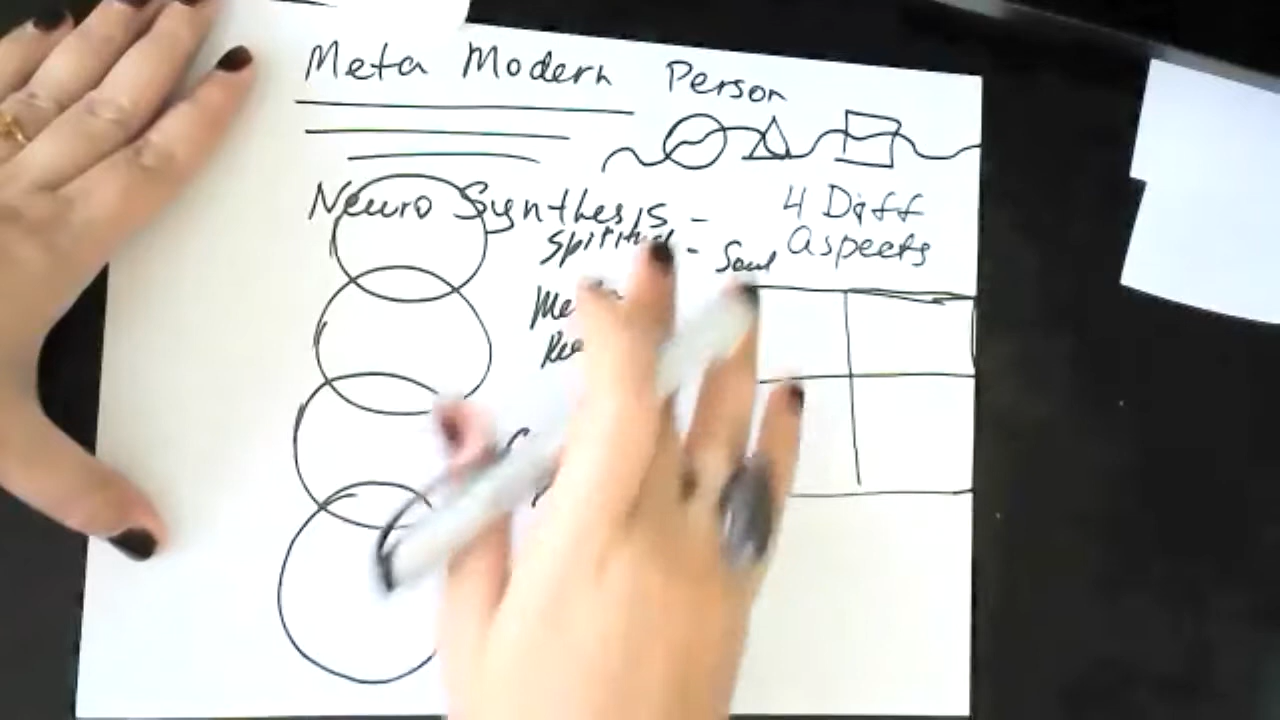 Meta Modern Person
Neuro Synthesis -
4 Diff
Aspects
Spiritual - Soul